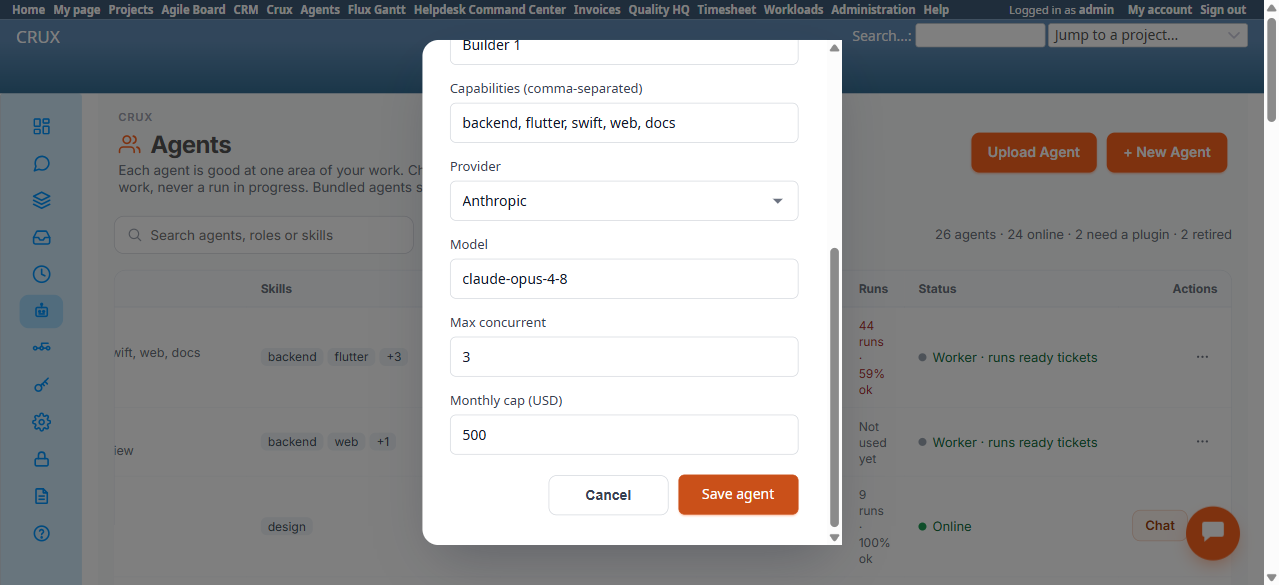 Home My page Projects Agile Board CRM Crux Agents Flux Gantt Helpdesk Command Center Invoices Quality HQ Timesheet Workloads Administration Help Logged in as admin My account Sign out
CRUX
Search...:
Jump to a project...
CRUX
Agents
Each agent is good at one area of your work. Ch
work, never a run in progress. Bundled agents s
Upload Agent
+ New Agent
Search agents, roles or skills
26 agents · 24 online · 2 need a plugin · 2 retired
Skills
Runs
Status
Actions
wift, web, docs
backend flutter +3
44
runs
·
59%
ok
Worker · runs ready tickets
...
iew
backend web +1
Not
used
yet
Worker · runs ready tickets
...
design
9
runs
·
100%
ok
Online
Chat
Builder 1
Capabilities (comma-separated)
backend, flutter, swift, web, docs
Provider
Anthropic
Model
claude-opus-4-8
Max concurrent
3
Monthly cap (USD)
500
Cancel
Save agent